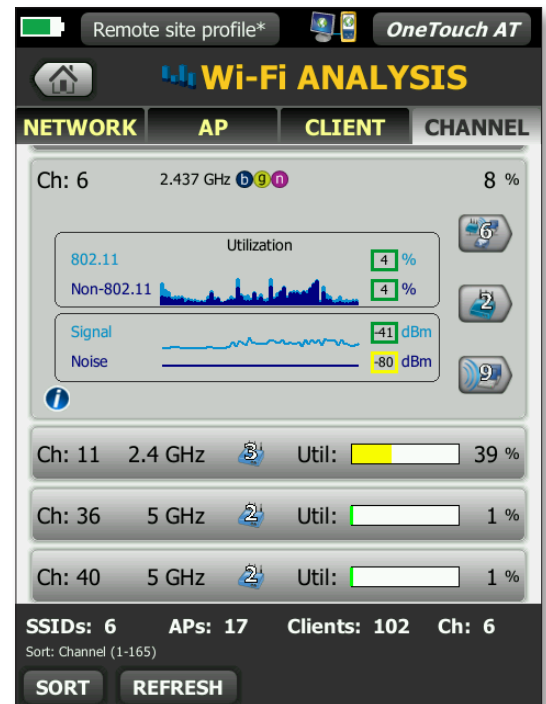 Remote site profile* OneTouch AT
Wi-Fi ANALYSIS
NETWORK AP CLIENT CHANNEL
Ch: 6 2.437 GHz b g n 8 %
6
Utilization
802.11 4 %
Non-802.11 4 %
2
Signal -41 dBm
Noise -80 dBm
9
i
Ch: 11 2.4 GHz 3 Util: 39 %
Ch: 36 5 GHz 2 Util: 1 %
Ch: 40 5 GHz 2 Util: 1 %
SSIDs: 6 APs: 17 Clients: 102 Ch: 6
Sort: Channel (1-165)
SORT REFRESH